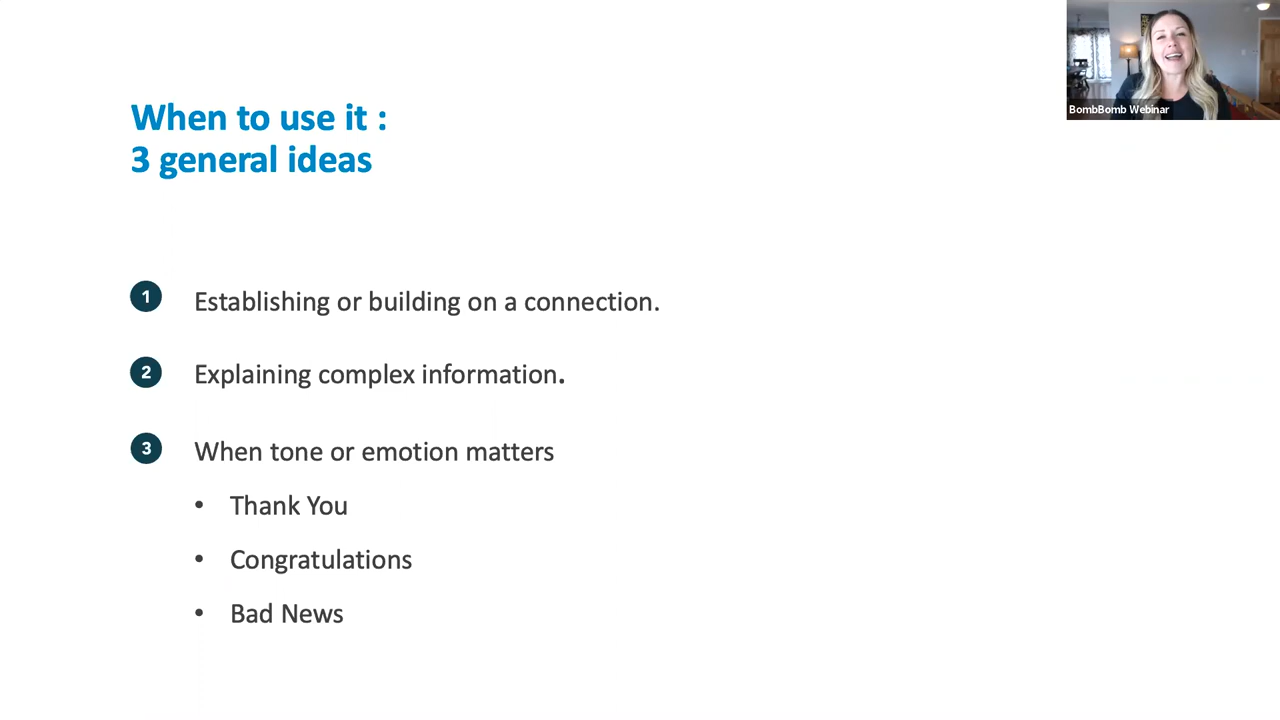 When to use it :
3 general ideas
BombBomb Webinar
1 Establishing or building on a connection.
2 Explaining complex information.
3 When tone or emotion matters
• Thank You
• Congratulations
• Bad News